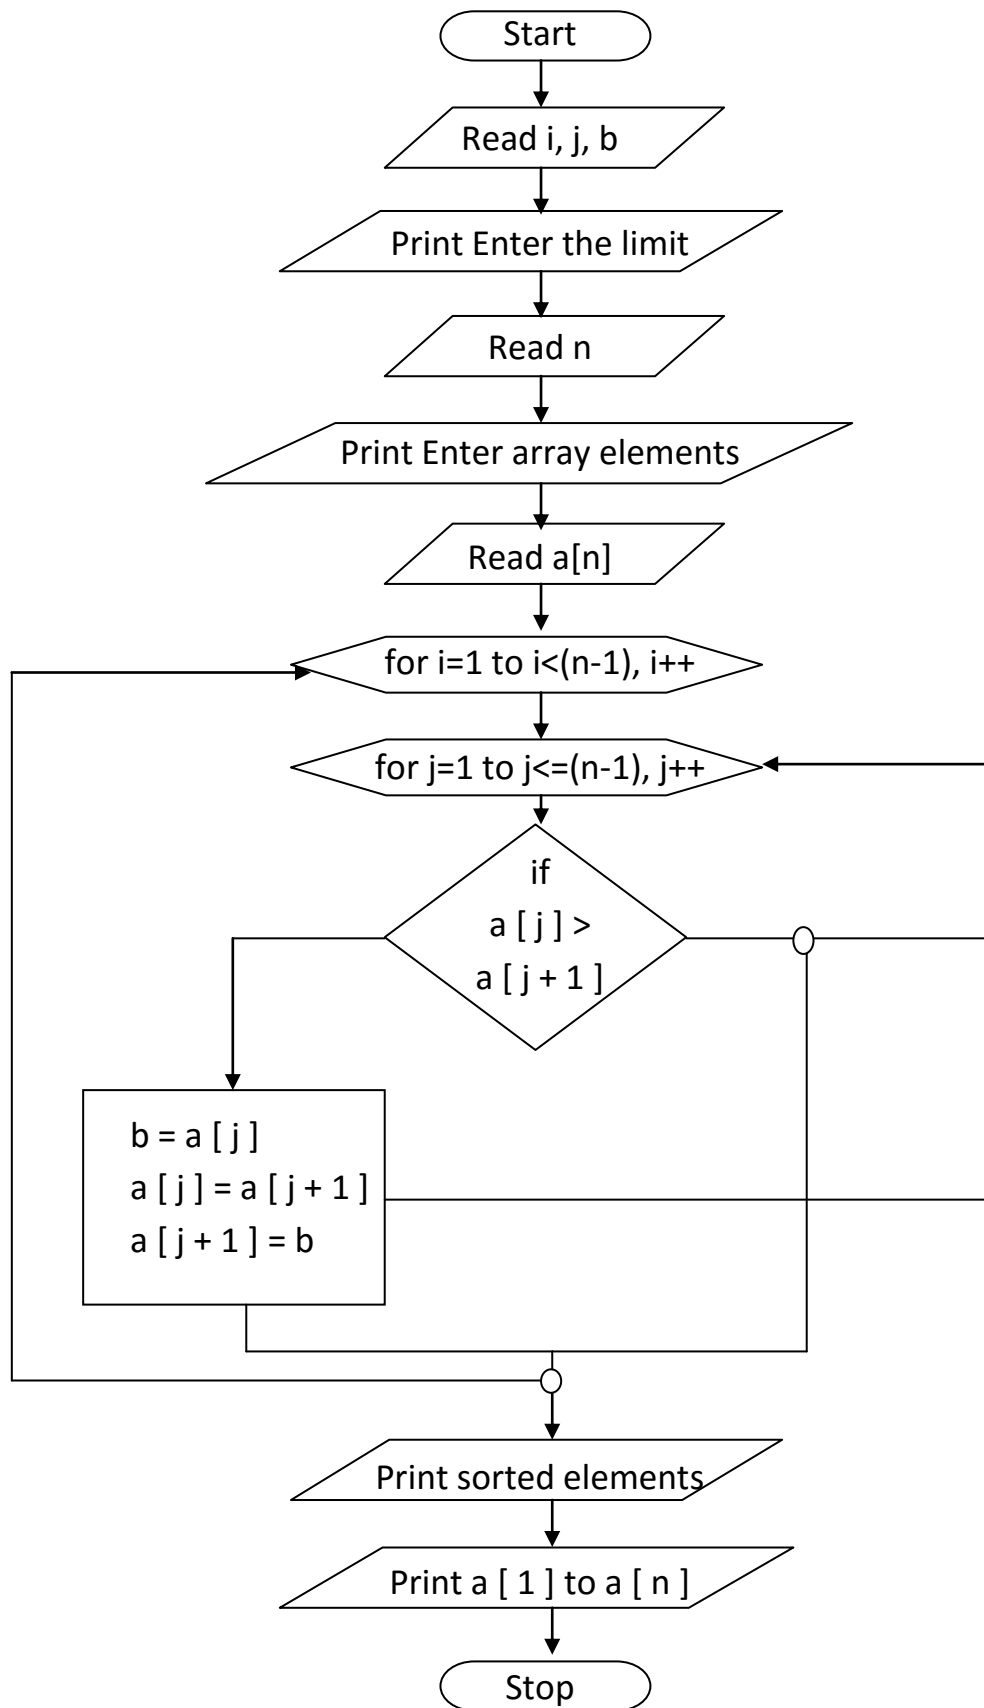 Start
Read i, j, b
Print Enter the limit
Read n
Print Enter array elements
Read a[n]
for i=1 to i<(n-1), i++
for j=1 to j<=(n-1), j++
if
a [ j ] >
a [ j + 1 ]
b = a [ j ]
a [ j ] = a [ j + 1 ]
a [ j + 1 ] = b
Print sorted elements
Print a [ 1 ] to a [ n ]
Stop